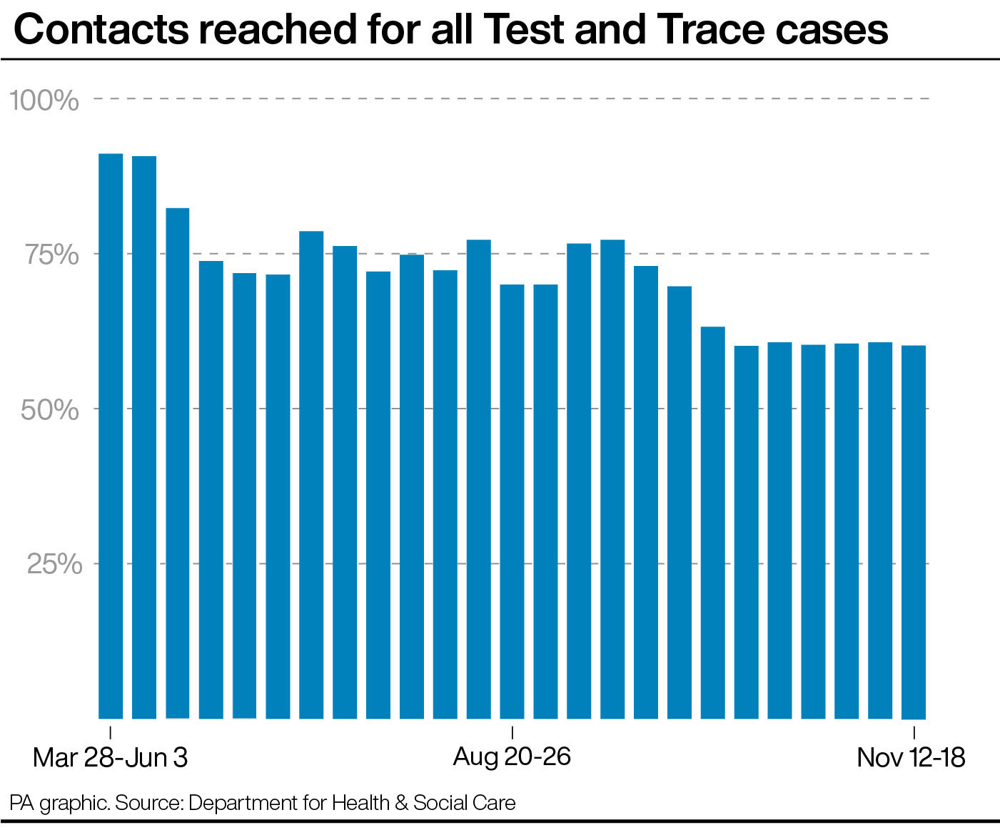 Contacts reached for all Test and Trace cases
100%
75%
50%
25%
Mar 28-Jun 3 Aug 20-26 Nov 12-18
PA graphic. Source: Department for Health & Social Care